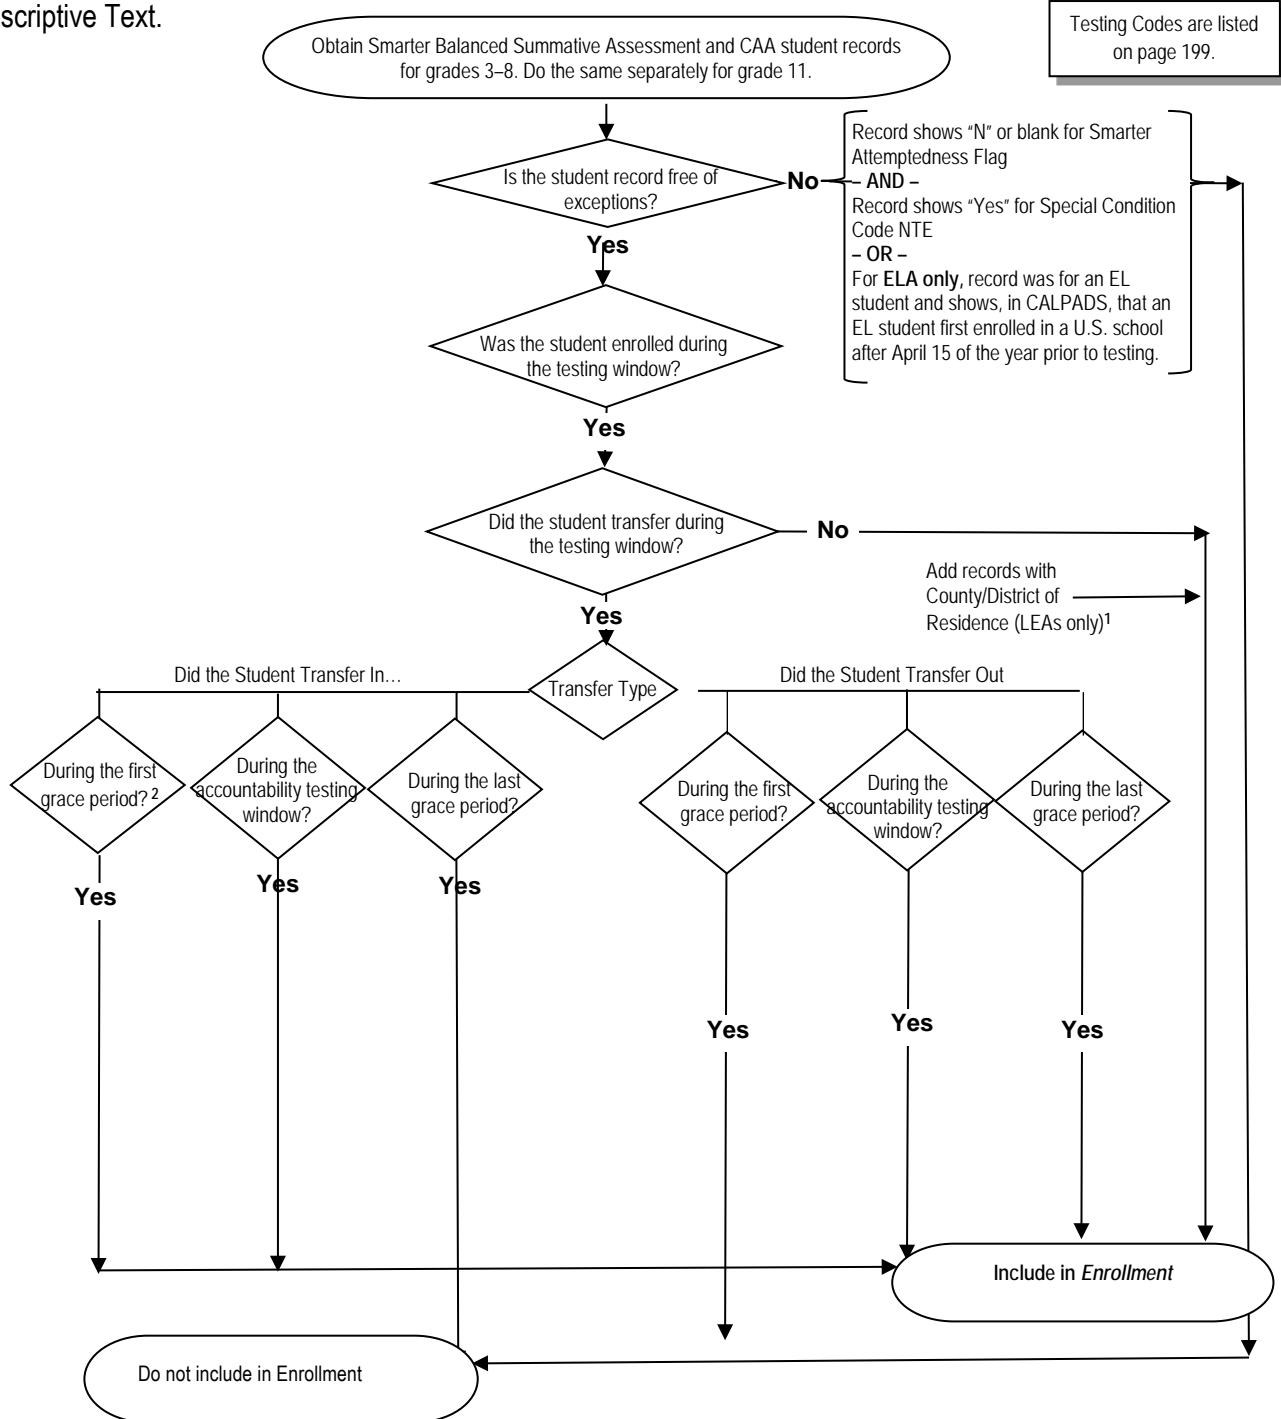 scriptive Text.
Testing Codes are listed
on page 199.
Obtain Smarter Balanced Summative Assessment and CAA student records
for grades 3–8. Do the same separately for grade 11.
Is the student record free of
exceptions?
No
Record shows “N” or blank for Smarter
Attemptedness Flag
– AND –
Record shows “Yes” for Special Condition
Code NTE
– OR –
For ELA only, record was for an EL
student and shows, in CALPADS, that an
EL student first enrolled in a U.S. school
after April 15 of the year prior to testing.
Yes
Was the student enrolled during
the testing window?
Yes
Did the student transfer during
the testing window?
No
Add records with
County/District of
Residence (LEAs only)¹
Yes
Transfer Type
Did the Student Transfer In…
Did the Student Transfer Out
During the first
grace period? ²
During the
accountability testing
window?
During the last
grace period?
During the first
grace period?
During the
accountability testing
window?
During the last
grace period?
Yes
Yes
Yes
Yes
Yes
Yes
Include in Enrollment
Do not include in Enrollment